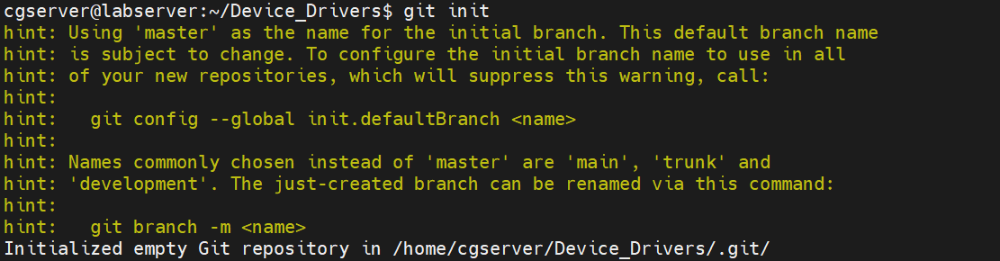 cgserver@labserver:~/Device_Drivers$ git init
hint: Using 'master' as the name for the initial branch. This default branch name
hint: is subject to change. To configure the initial branch name to use in all
hint: of your new repositories, which will suppress this warning, call:
hint:
hint:   git config --global init.defaultBranch <name>
hint:
hint: Names commonly chosen instead of 'master' are 'main', 'trunk' and
hint: 'development'. The just-created branch can be renamed via this command:
hint:
hint:   git branch -m <name>
Initialized empty Git repository in /home/cgserver/Device_Drivers/.git/